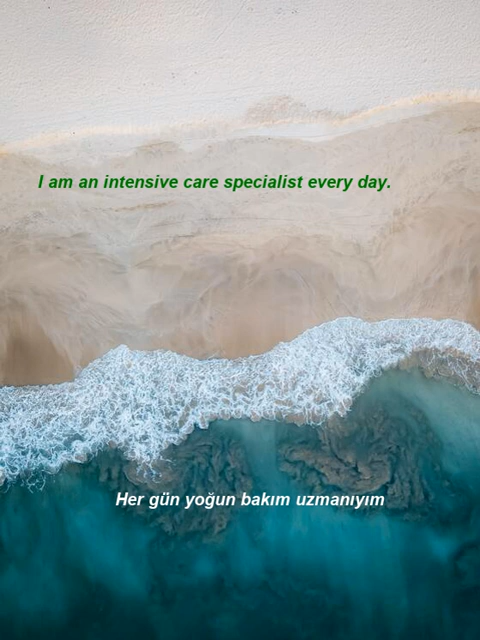 I am an intensive care specialist every day.
Her gün yoğun bakım uzmanıyım